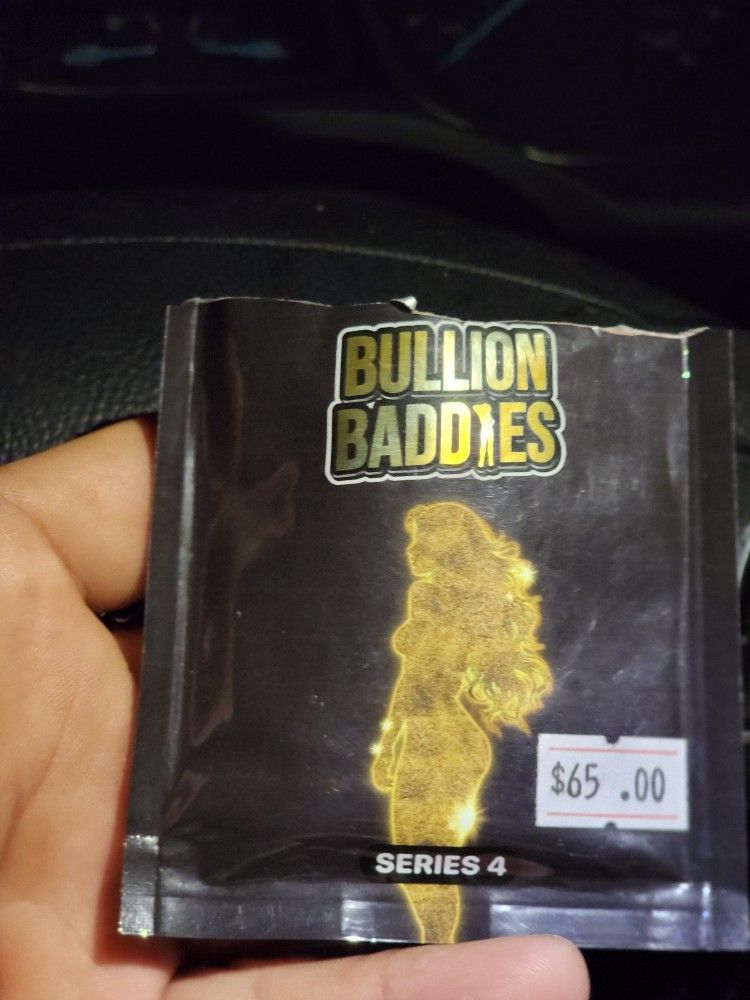 BULLION
BADDIES
$65.00
SERIES 4